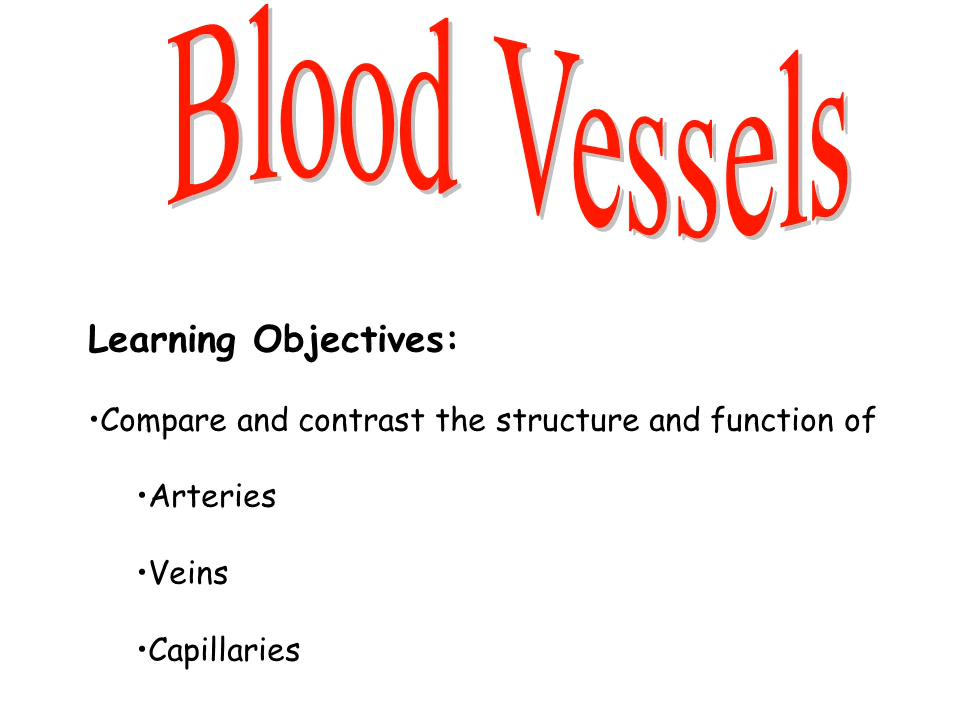 Blood Vessels
Learning Objectives:
•Compare and contrast the structure and function of
•Arteries
•Veins
•Capillaries